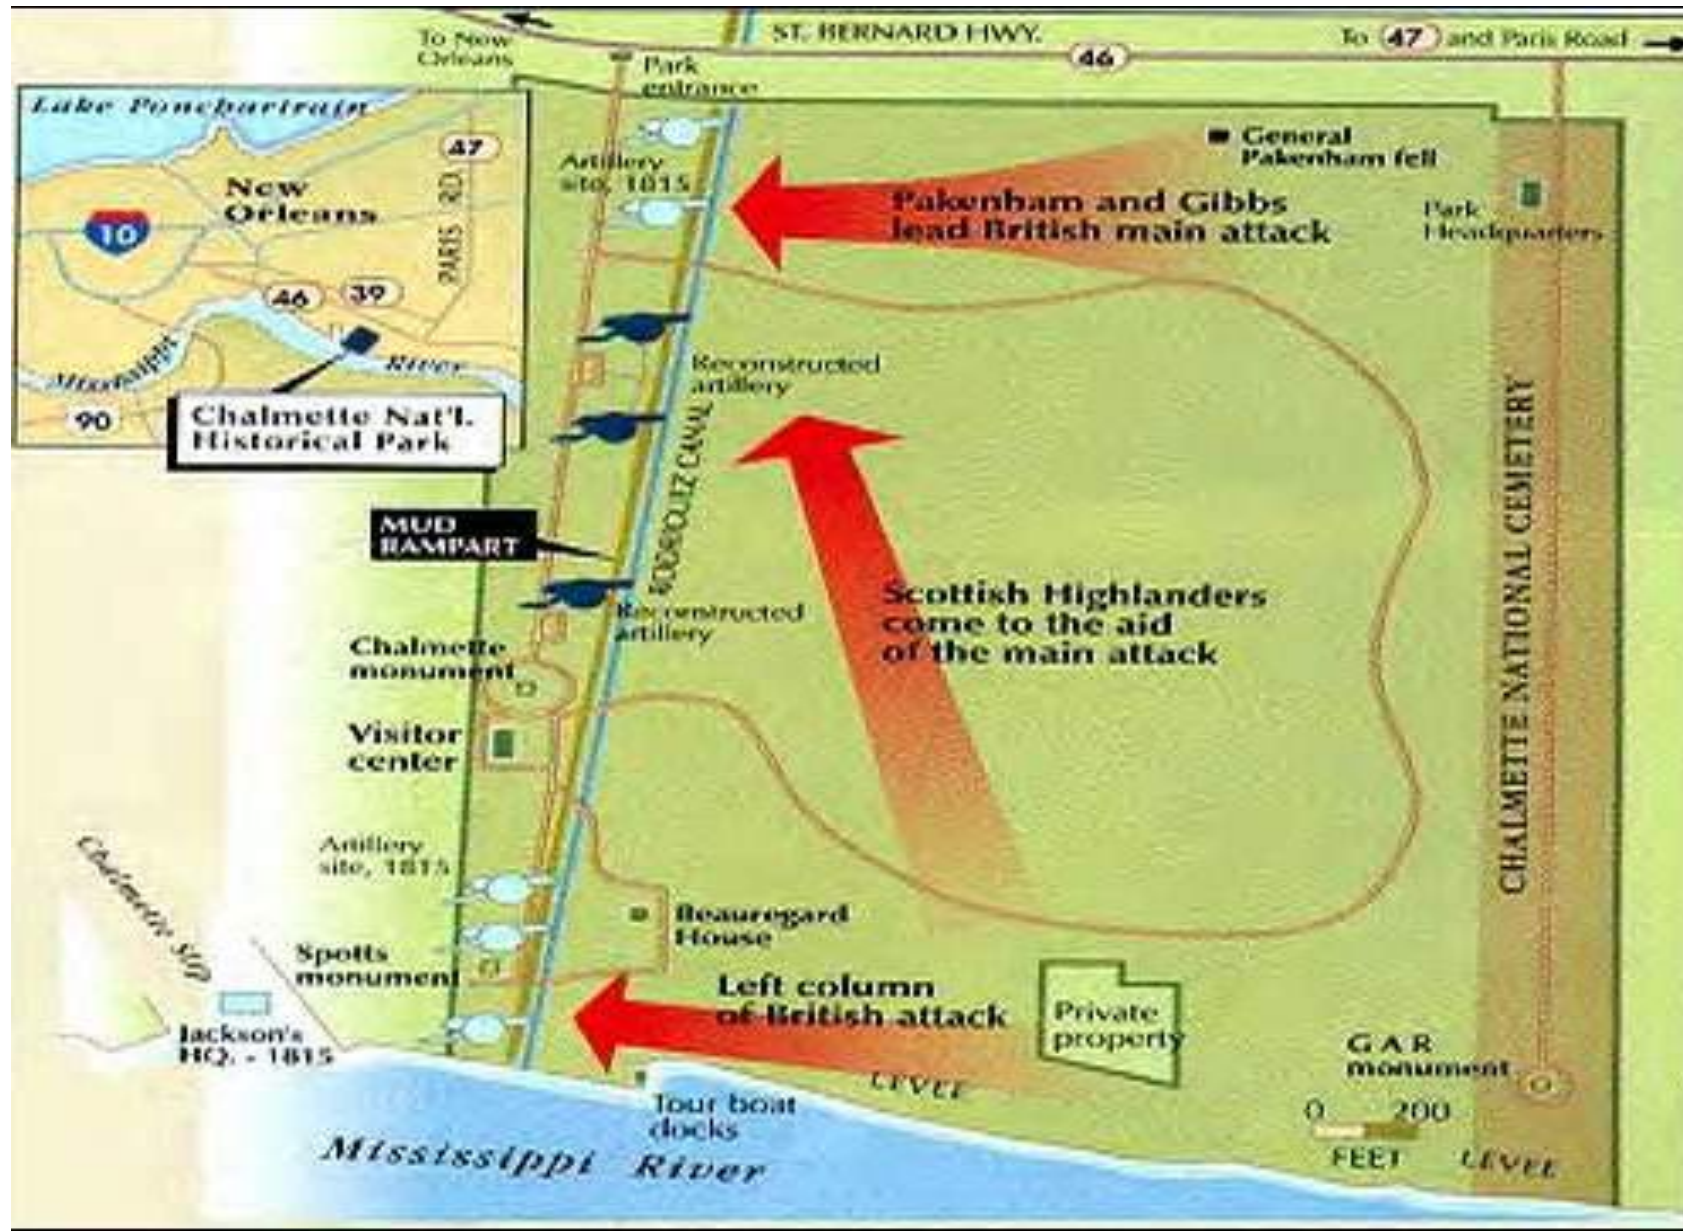 To New
Orleans
ST. BERNARD HWY.
46
To 47 and Paris Road
Park
entrance
Lake Ponchartrain
47
New
Orleans
10
PARIS RD.
46
39
Mississippi
River
90
Chalmette Nat'l.
Historical Park
Artillery
site, 1815
General
Pakenham fell
Pakenham and Gibbs
lead British main attack
Park
Headquarters
Reconstructed
artillery
RODRIQUEZ CANAL
MUD
RAMPART
CHALMETTE NATIONAL CEMETERY
Scottish Highlanders
come to the aid
of the main attack
Reconstructed
artillery
Chalmette
monument
Visitor
center
Artillery
site, 1815
Chalmette Slip
Beauregard
House
Spotts
monument
Left column
of British attack
Private
property
Jackson's
HQ. - 1815
GAR
monument
LEVEE
Tour boat
docks
0 200
FEET
LEVEE
Mississippi River